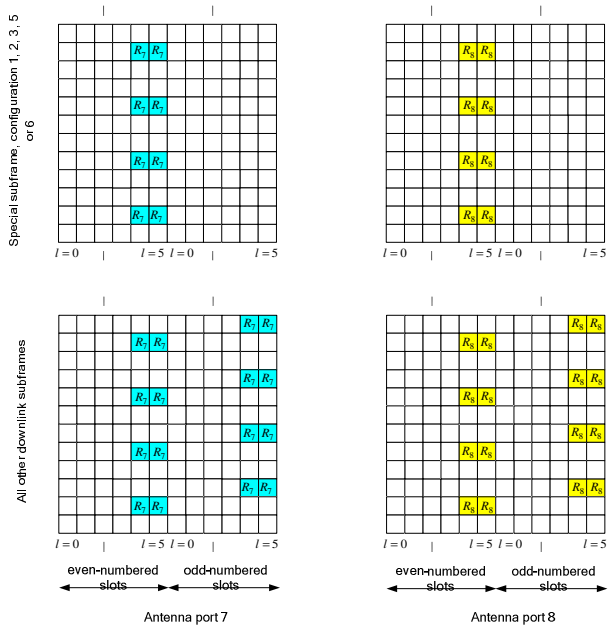 Special subframe, configuration 1, 2, 3, 5
or 6
R7 R7
R7 R7
R7 R7
R7 R7
l = 0
l = 5
l = 0
l = 5
R8 R8
R8 R8
R8 R8
R8 R8
l = 0
l = 5
l = 0
l = 5
All other downlink subframes
R7 R7
R7 R7
R7 R7
R7 R7
R7 R7
R7 R7
R7 R7
R7 R7
l = 0
l = 5
l = 0
l = 5
R8 R8
R8 R8
R8 R8
R8 R8
R8 R8
R8 R8
R8 R8
R8 R8
l = 0
l = 5
l = 0
l = 5
even-numbered
slots
odd-numbered
slots
even-numbered
slots
odd-numbered
slots
Antenna port 7
Antenna port 8